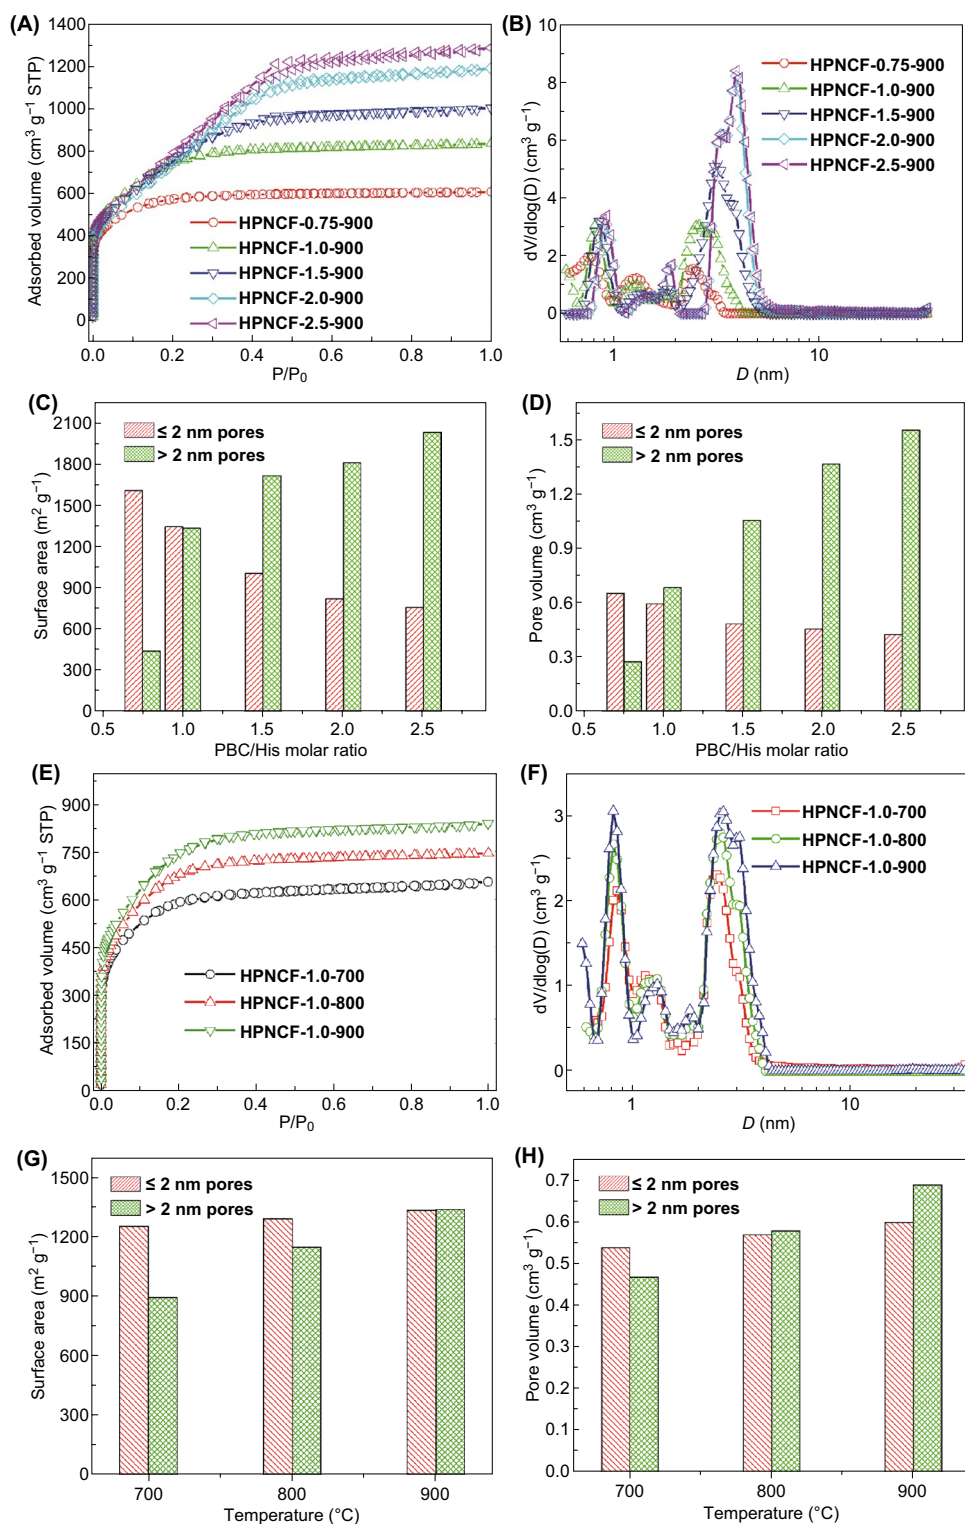 (A)
1400
1200
1000
800
600
400
200
0
Adsorbed volume (cm³ g⁻¹ STP)
HPNCF-0.75-900
HPNCF-1.0-900
HPNCF-1.5-900
HPNCF-2.0-900
HPNCF-2.5-900
0.0 0.2 0.4 0.6 0.8 1.0
P/P₀
(B)
10
8
6
4
2
0
dV/dlog(D) (cm³ g⁻¹)
HPNCF-0.75-900
HPNCF-1.0-900
HPNCF-1.5-900
HPNCF-2.0-900
HPNCF-2.5-900
1 10
D (nm)
(C)
2100
1800
1500
1200
900
600
300
0
Surface area (m² g⁻¹)
≤ 2 nm pores
> 2 nm pores
0.5 1.0 1.5 2.0 2.5
PBC/His molar ratio
(D)
1.5
1.2
0.9
0.6
0.3
0.0
Pore volume (cm³ g⁻¹)
≤ 2 nm pores
> 2 nm pores
0.5 1.0 1.5 2.0 2.5
PBC/His molar ratio
(E)
900
750
600
450
300
150
0
Adsorbed volume (cm³ g⁻¹ STP)
HPNCF-1.0-700
HPNCF-1.0-800
HPNCF-1.0-900
0.0 0.2 0.4 0.6 0.8 1.0
P/P₀
(F)
3
2
1
0
dV/dlog(D) (cm³ g⁻¹)
HPNCF-1.0-700
HPNCF-1.0-800
HPNCF-1.0-900
1 10
D (nm)
(G)
1500
1200
900
600
300
0
Surface area (m² g⁻¹)
≤ 2 nm pores
> 2 nm pores
700 800 900
Temperature (°C)
(H)
0.7
0.6
0.5
0.4
0.3
0.2
0.1
0.0
Pore volume (cm³ g⁻¹)
≤ 2 nm pores
> 2 nm pores
700 800 900
Temperature (°C)